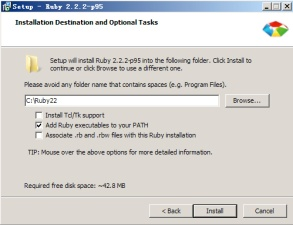 Setup - Ruby 2.2.2-p95
Installation Destination and Optional Tasks
Setup will install Ruby 2.2.2-p95 into the following folder. Click Install to
continue or click Browse to use a different one.
Please avoid any folder name that contains spaces (e.g. Program Files).
C:\Ruby22
Browse...
Install Tcl/Tk support
Add Ruby executables to your PATH
Associate .rb and .rbw files with this Ruby installation
TIP: Mouse over the above options for more detailed information.
Required free disk space: ~42.8 MB
< Back Install Cancel